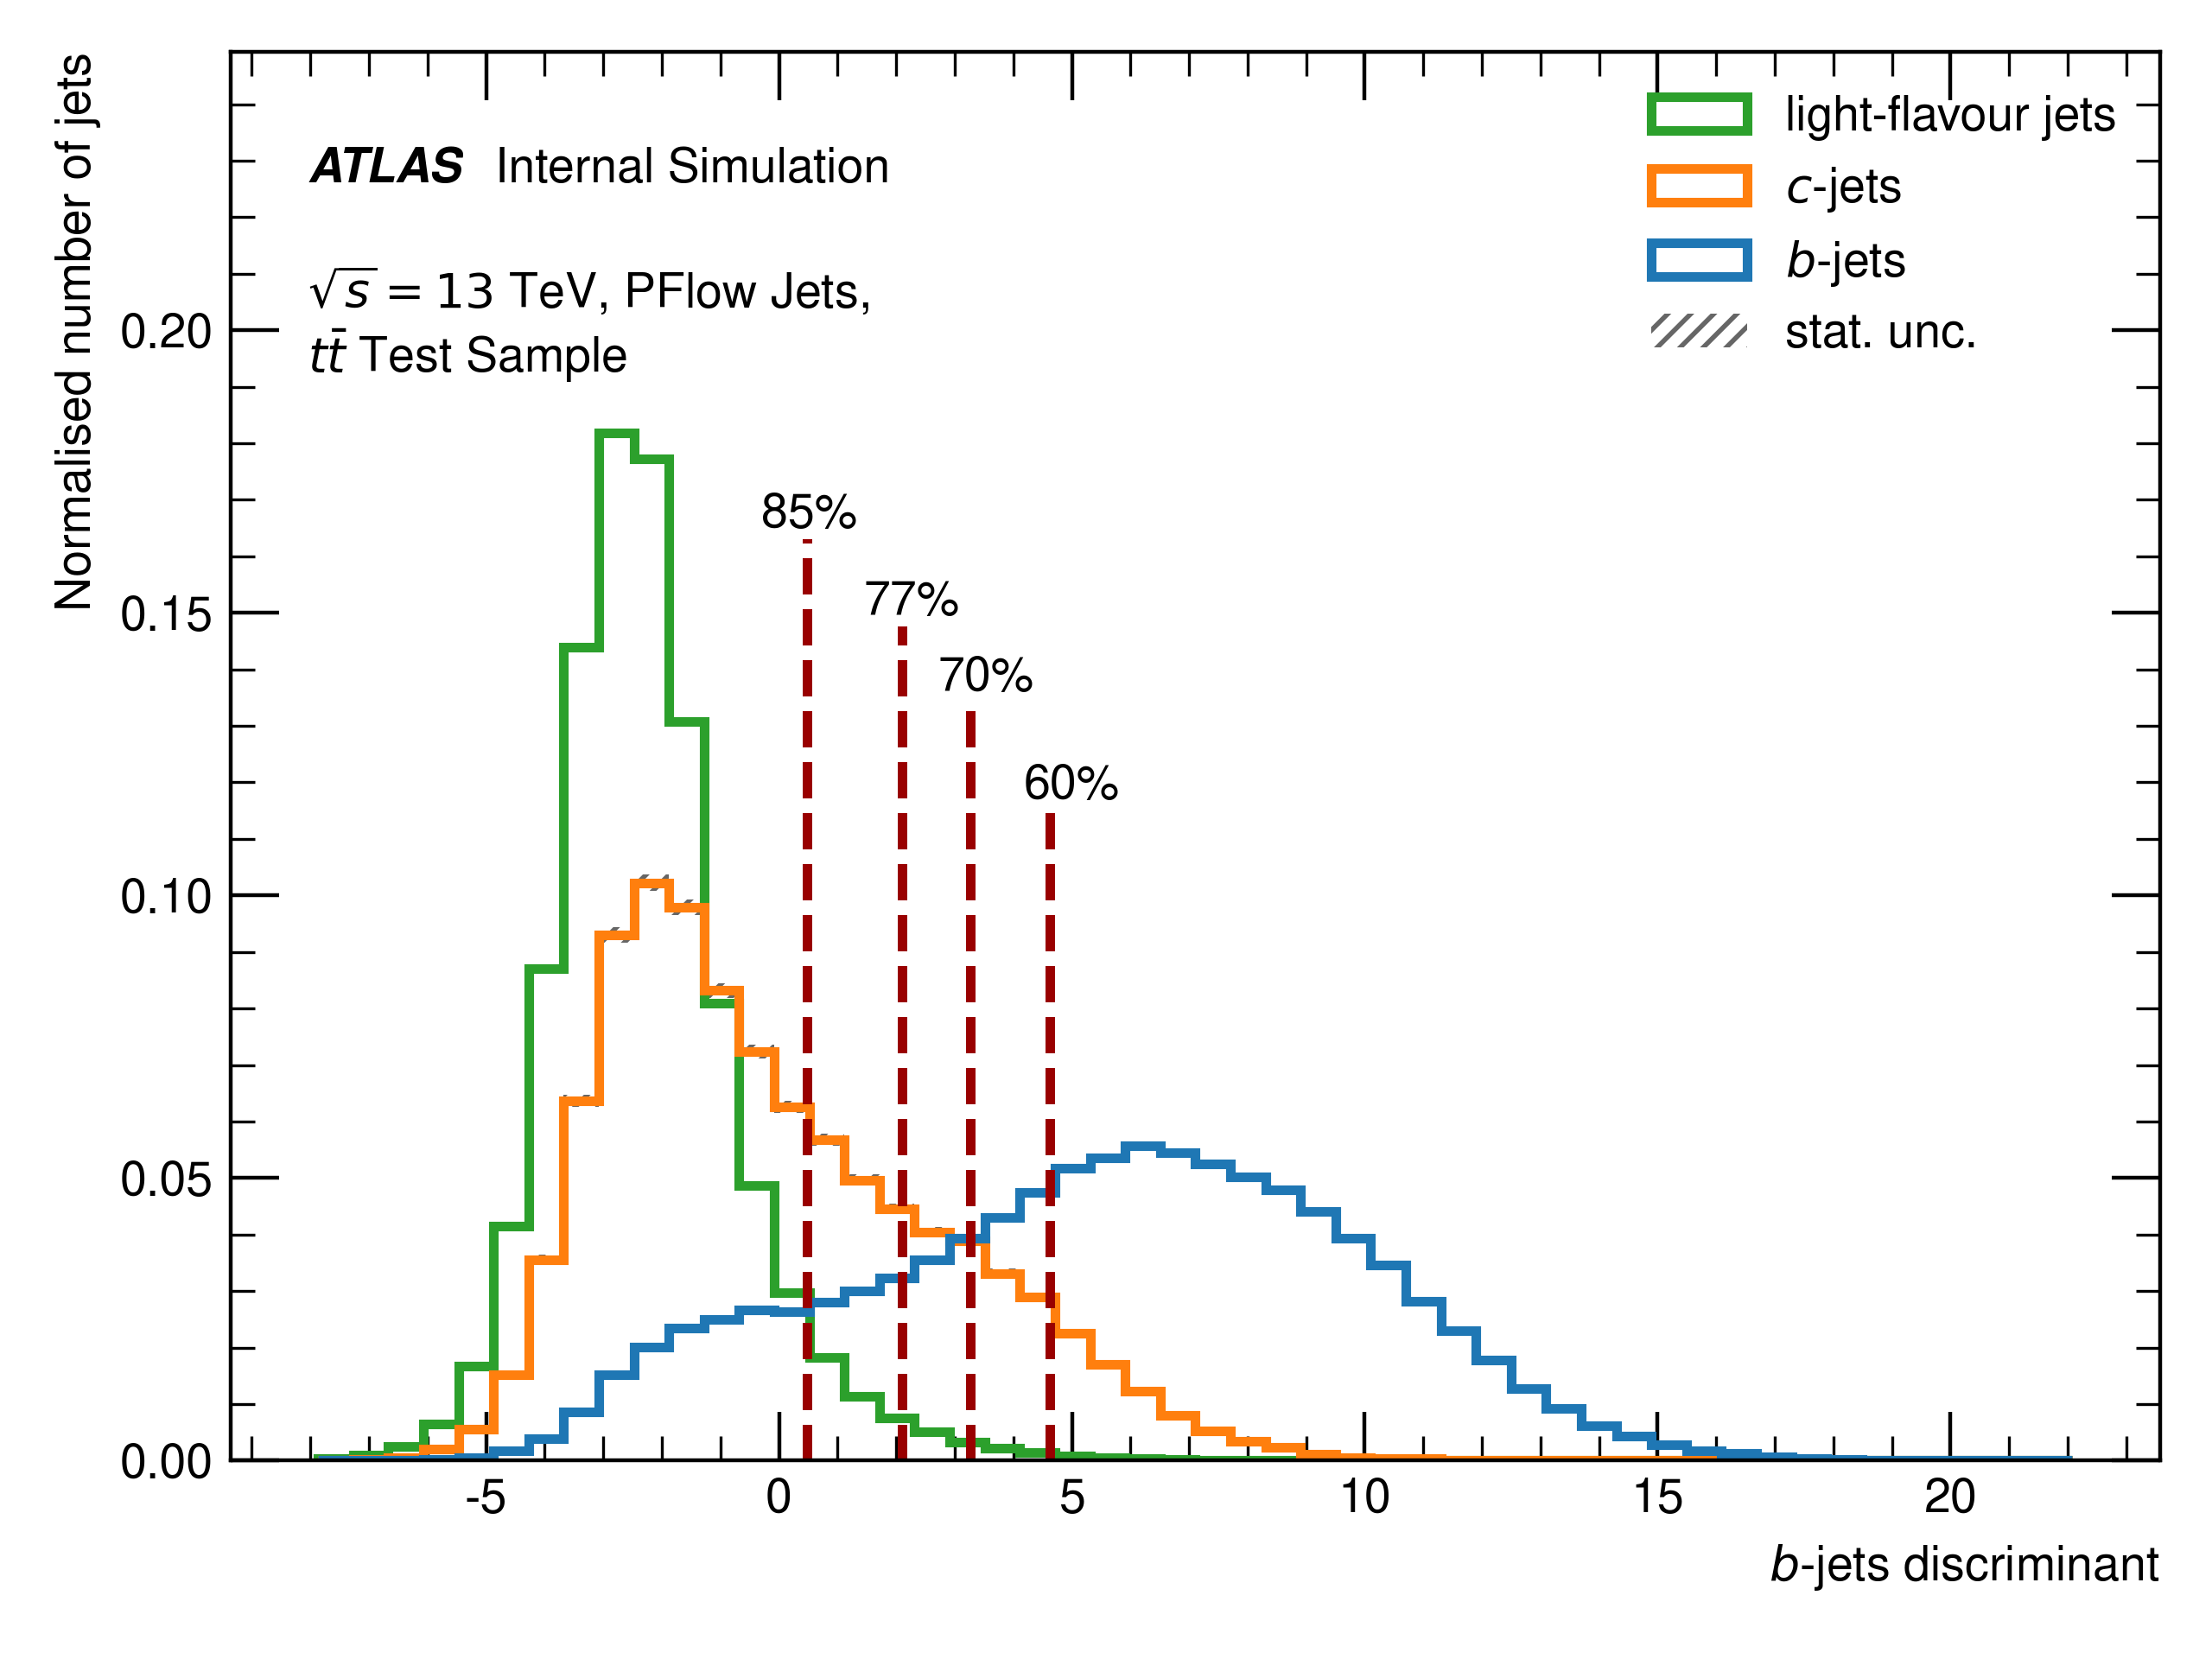 Normalised number of jets
ATLAS Internal Simulation
√s = 13 TeV, PFlow Jets,
tt̄ Test Sample
light-flavour jets
c-jets
b-jets
stat. unc.
85%
77%
70%
60%
0.20
0.15
0.10
0.05
0.00
-5 0 5 10 15 20
b-jets discriminant